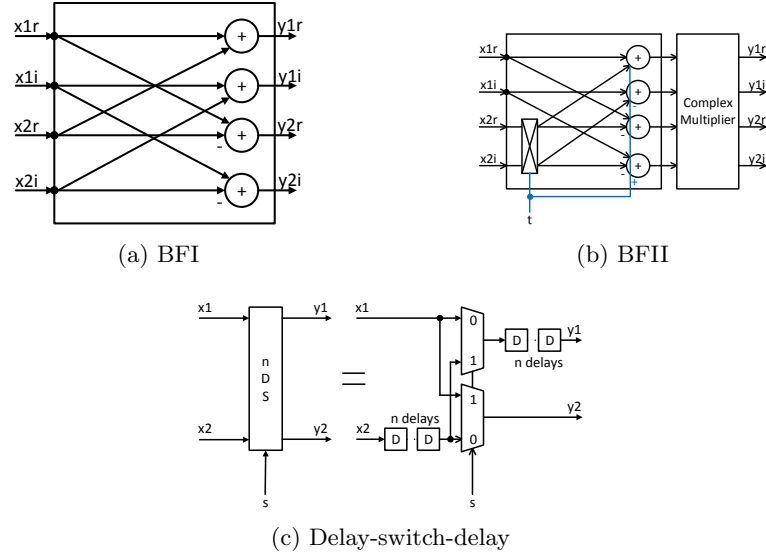 x1r + y1r
x1i + y1i
x2r + y2r
-
x2i + y2i
-
(a) BFI
x1r + y1r
x1i + y1i
-
x2r + y2r
-
x2i + y2i
-
+
Complex
Multiplier
t
(b) BFII
x1 y1
n
D
S
x2 y2
s
=
x1 0
1
D · D y1
n delays
1
n delays
x2 D · D 0 y2
s
(c) Delay-switch-delay